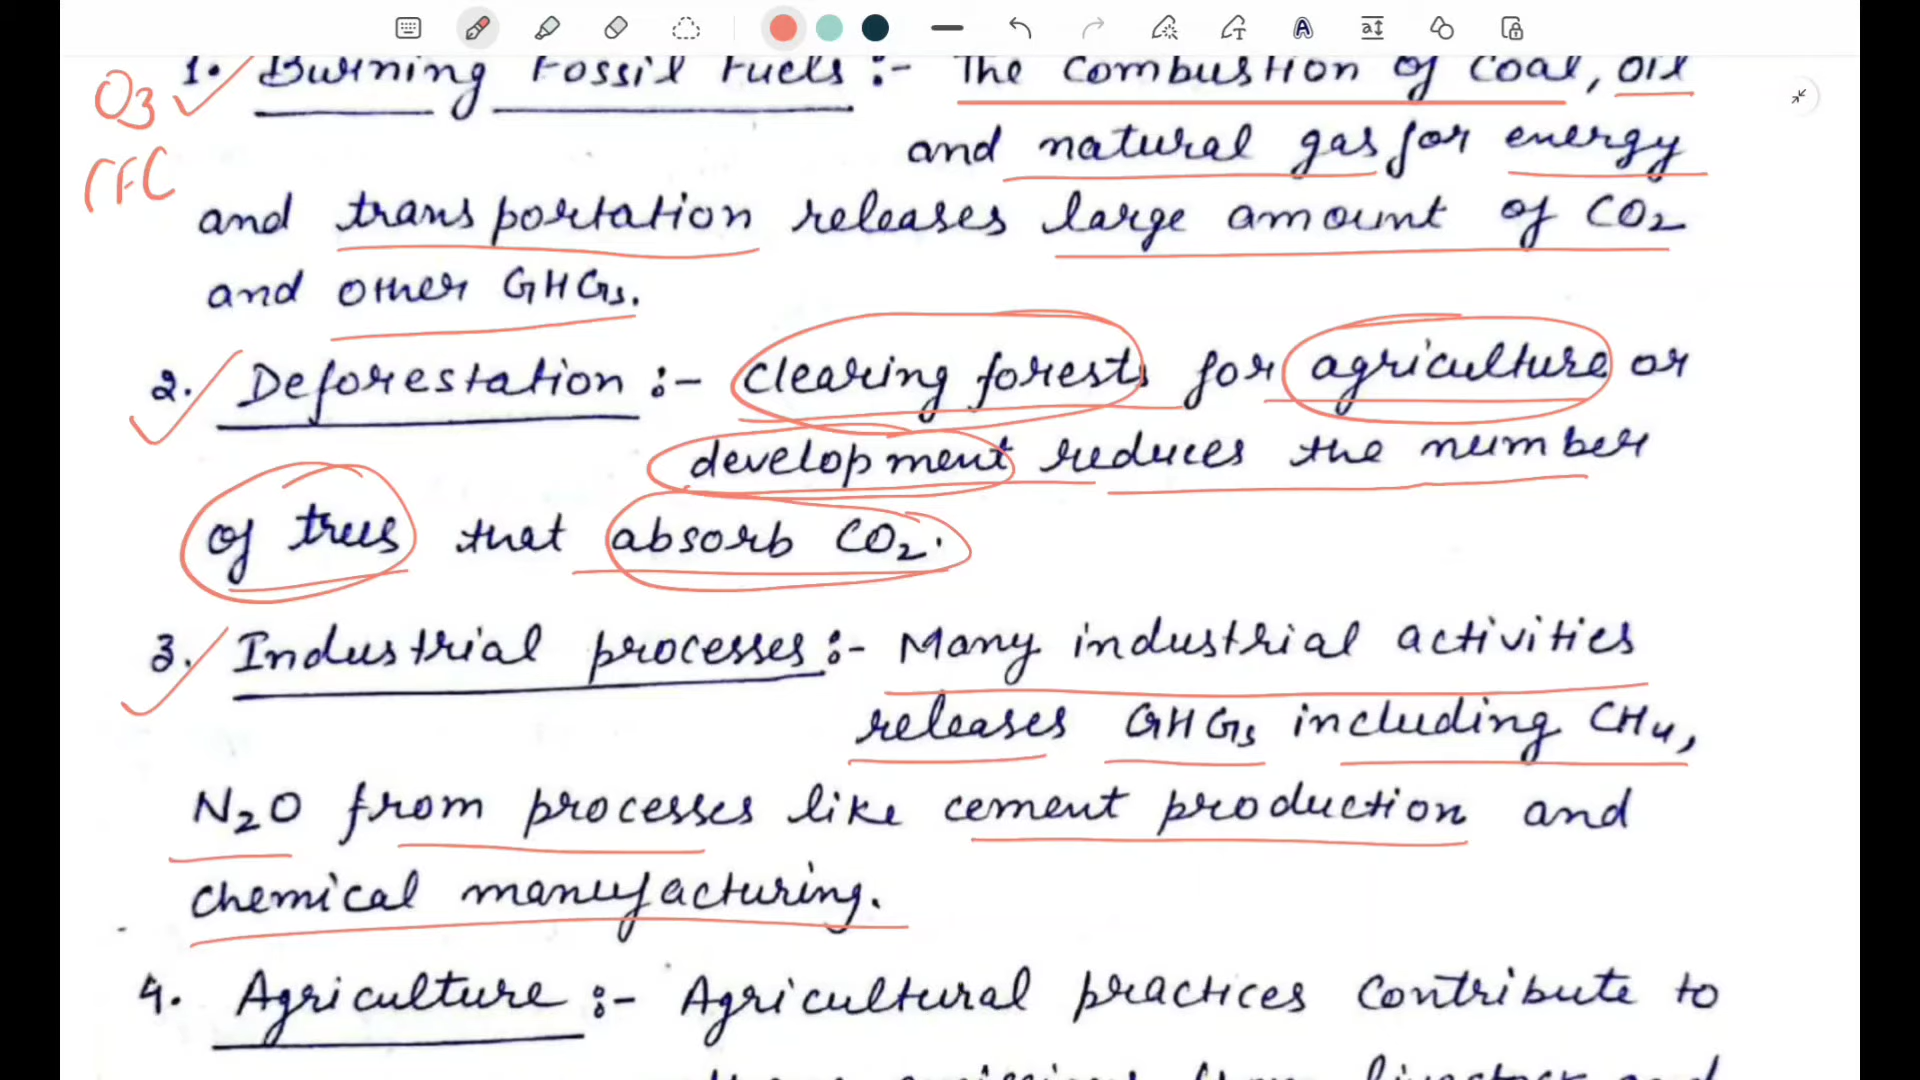 1. Burning Fossil Fuels :- The Combustion of Coal, oil
O3
and natural gas for energy
CFC
and transportation releases large amount of CO2
and other GHGs.
2. Deforestation :- Clearing forests for agriculture or
development reduces the number
of trees that absorb CO2.
3. Industrial processes :- Many industrial activities
releases GHGs including CH4,
N2O from processes like cement production and
chemical manufacturing.
4. Agriculture :- Agricultural practices contribute to